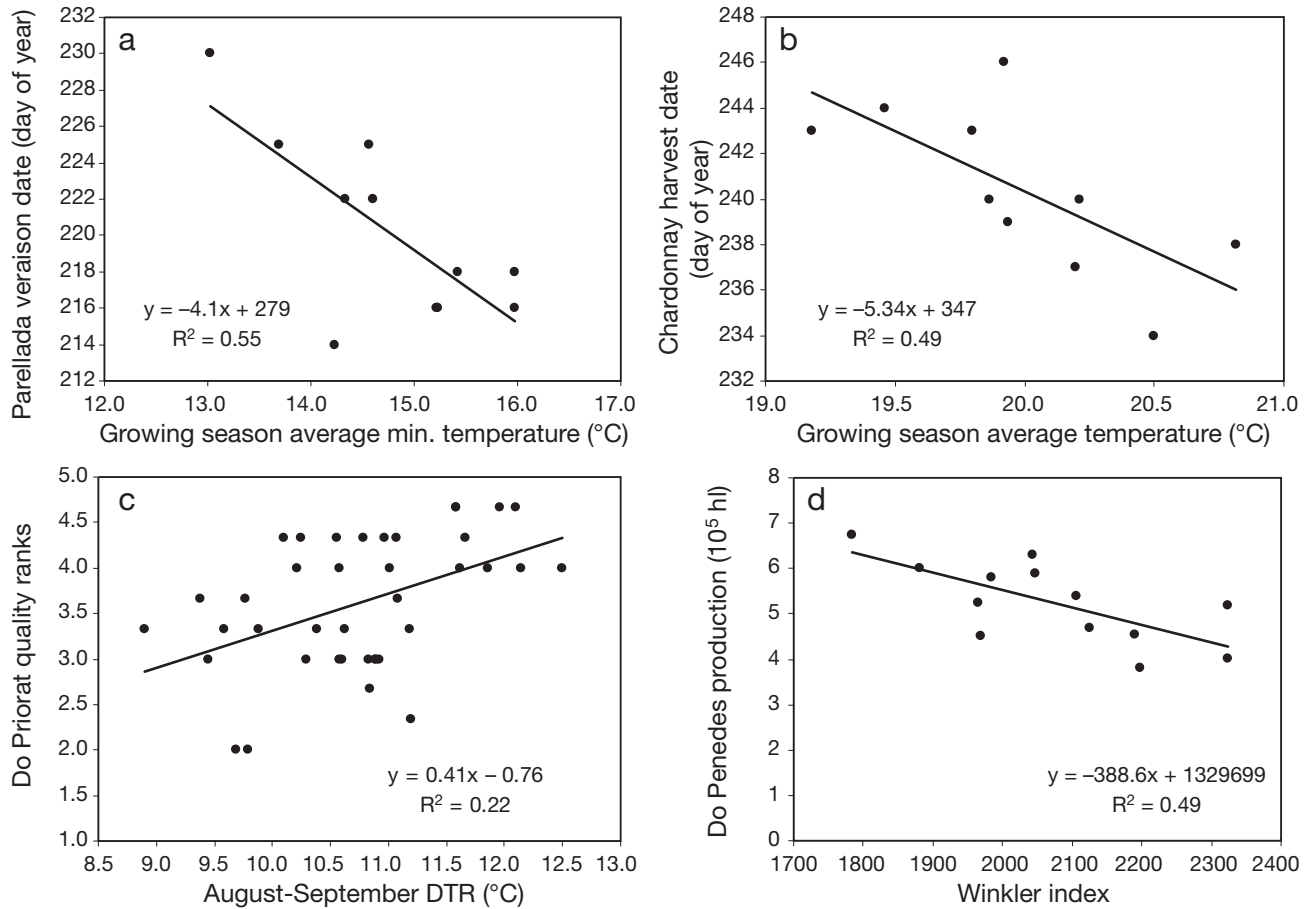 a
232
230
228
226
224
222
220
218
216
214
212
12.0 13.0 14.0 15.0 16.0 17.0
Parellada veraison date (day of year)
Growing season average min. temperature (°C)
y = –4.1x + 279
R² = 0.55
b
248
246
244
242
240
238
236
234
232
19.0 19.5 20.0 20.5 21.0
Chardonnay harvest date
(day of year)
Growing season average temperature (°C)
y = –5.34x + 347
R² = 0.49
c
5.0
4.5
4.0
3.5
3.0
2.5
2.0
1.5
1.0
8.5 9.0 9.5 10.0 10.5 11.0 11.5 12.0 12.5 13.0
Do Priorat quality ranks
August-September DTR (°C)
y = 0.41x – 0.76
R² = 0.22
d
8
7
6
5
4
3
2
1
0
1700 1800 1900 2000 2100 2200 2300 2400
Do Penedes production (10⁵ hl)
Winkler index
y = –388.6x + 1329699
R² = 0.49